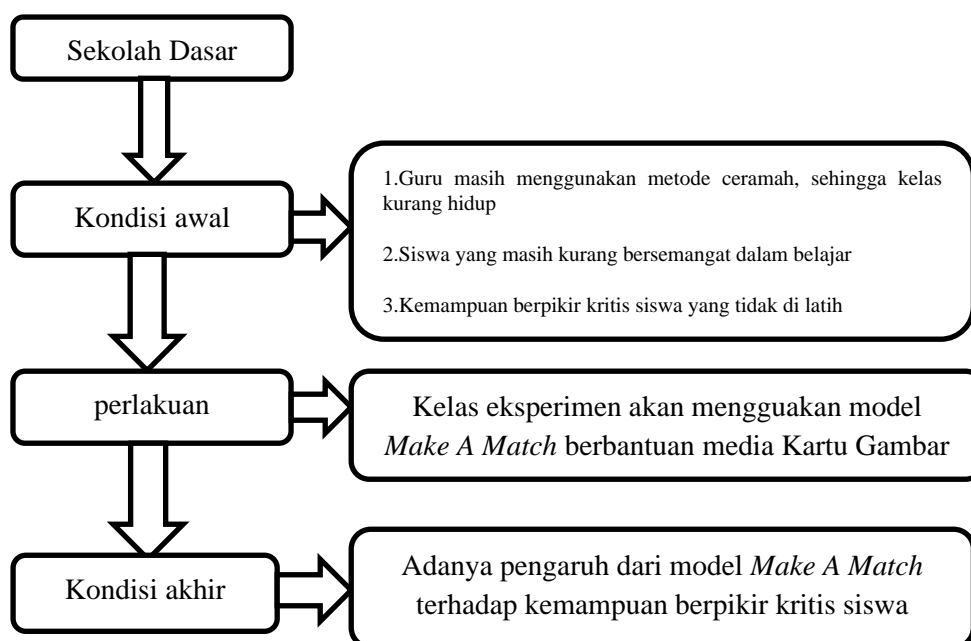 Sekolah Dasar
Kondisi awal
1.Guru masih menggunakan metode ceramah, sehingga kelas
kurang hidup
2.Siswa yang masih kurang bersemangat dalam belajar
3.Kemampuan berpikir kritis siswa yang tidak di latih
perlakuan
Kelas eksperimen akan mengguakan model
Make A Match berbantuan media Kartu Gambar
Kondisi akhir
Adanya pengaruh dari model Make A Match
terhadap kemampuan berpikir kritis siswa